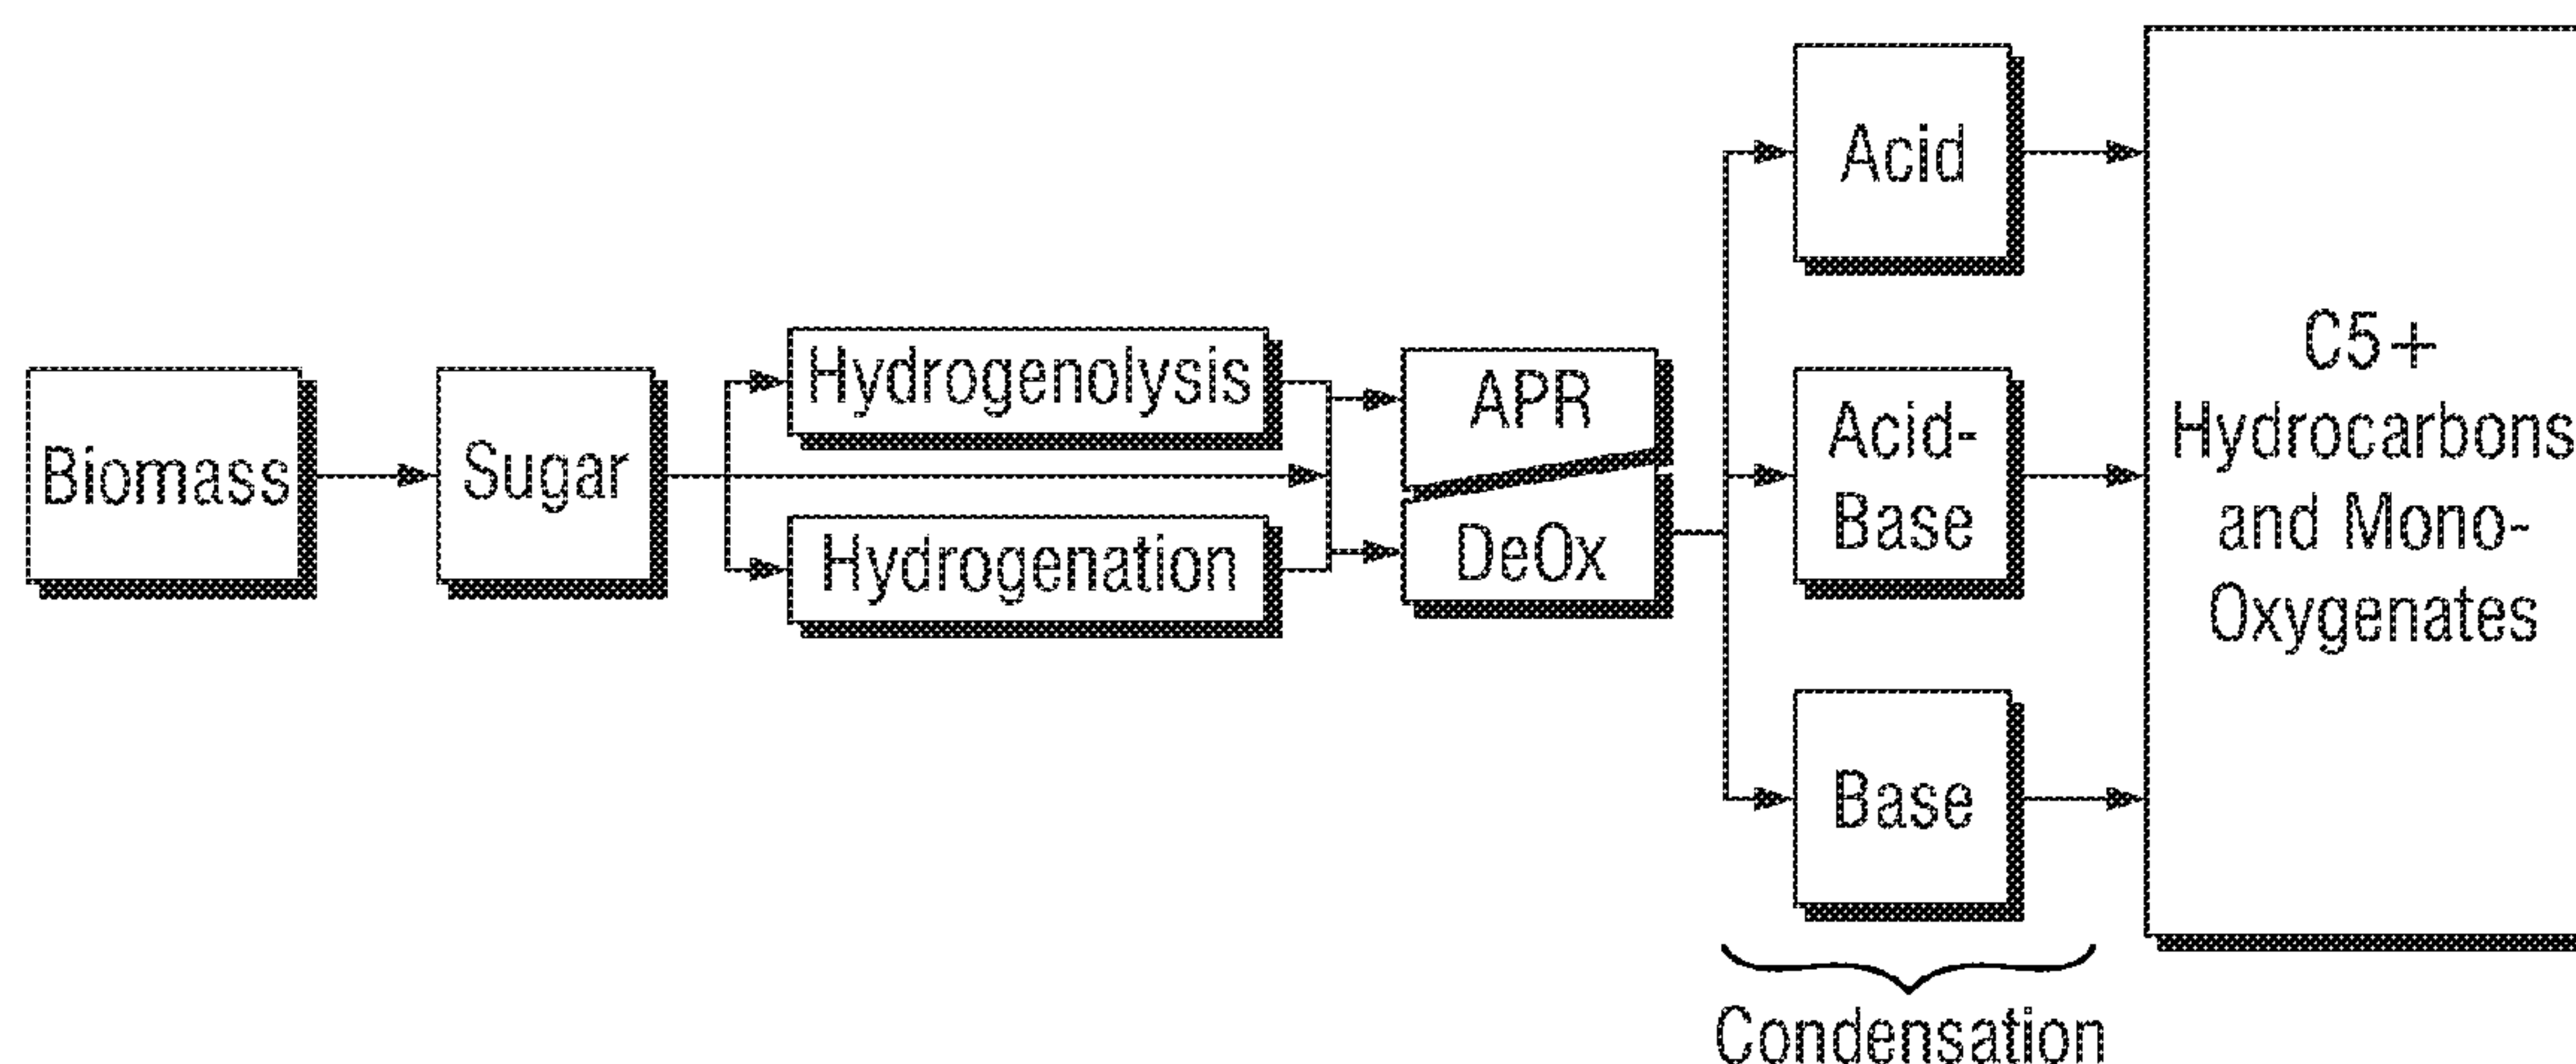 Biomass
Sugar
Hydrogenolysis
Hydrogenation
APR
DeOx
Acid
Acid-
Base
Base
Condensation
C5+
Hydrocarbons
and Mono-
Oxygenates